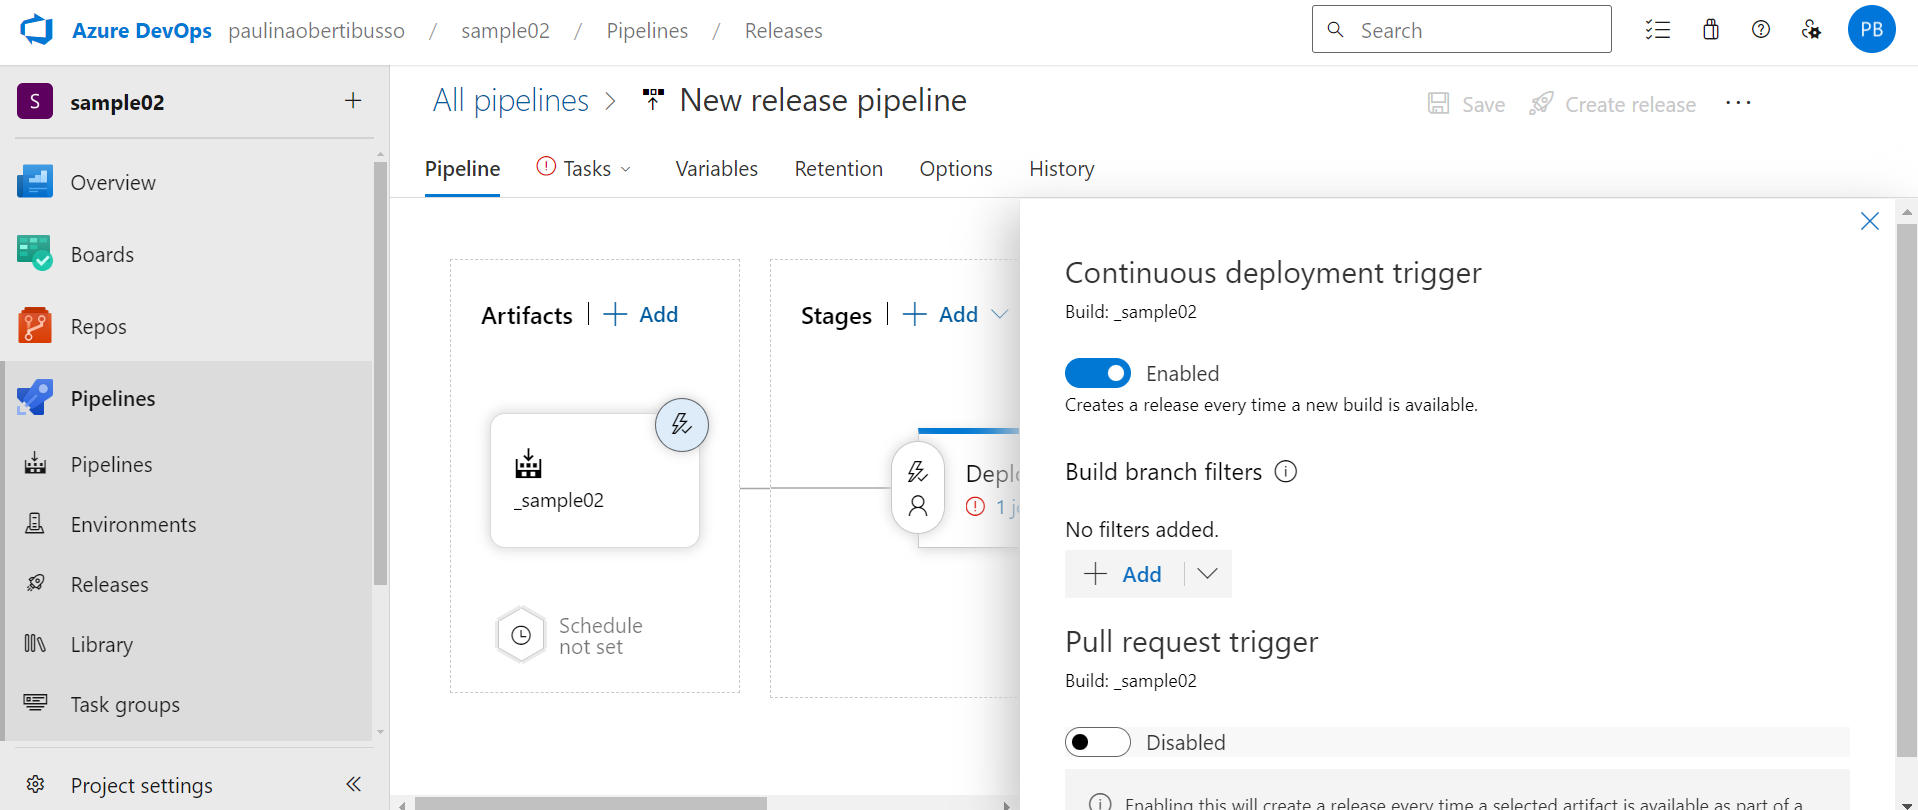 Azure DevOps paulinaobertibusso / sample02 / Pipelines / Releases
Search
PB
S sample02
Overview
Boards
Repos
Pipelines
Pipelines
Environments
Releases
Library
Task groups
Project settings
All pipelines > New release pipeline
Save Create release ...
Pipeline Tasks Variables Retention Options History
Artifacts | + Add
_sample02
Schedule
not set
Stages | + Add
Depl
1 j
Continuous deployment trigger
Build: _sample02
Enabled
Creates a release every time a new build is available.
Build branch filters
No filters added.
+ Add
Pull request trigger
Build: _sample02
Disabled
Enabling this will create a release every time a selected artifact is available as part of a